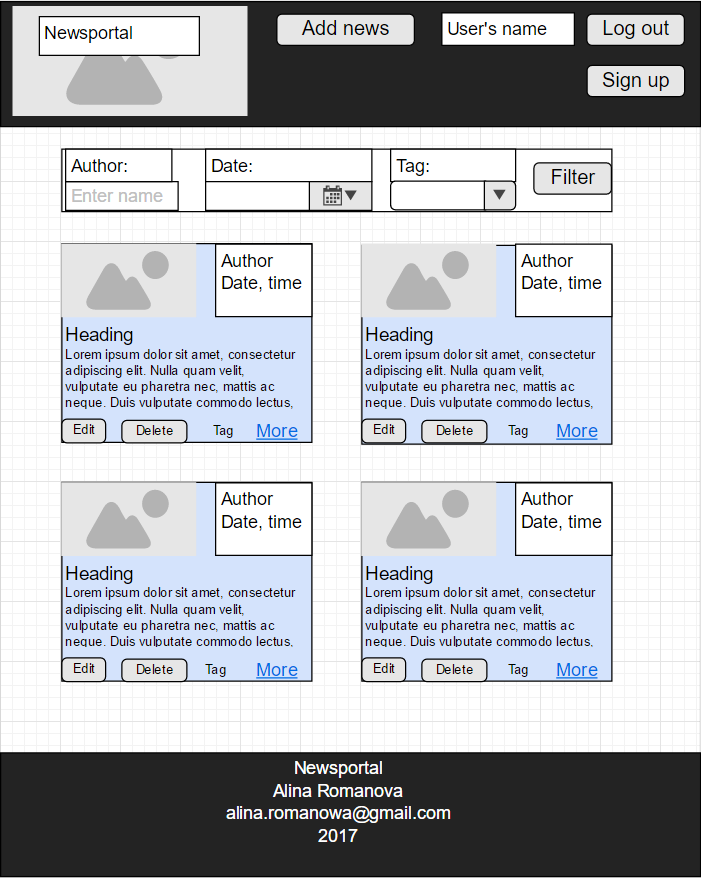 Newsportal
Add news
User's name
Log out
Sign up
Author:
Date:
Tag:
Enter name
Filter
Author
Date, time
Heading
Lorem ipsum dolor sit amet, consectetur
adipiscing elit. Nulla quam velit,
vulputate eu pharetra nec, mattis ac
neque. Duis vulputate commodo lectus,
Edit
Delete
Tag
More
Author
Date, time
Heading
Lorem ipsum dolor sit amet, consectetur
adipiscing elit. Nulla quam velit,
vulputate eu pharetra nec, mattis ac
neque. Duis vulputate commodo lectus,
Edit
Delete
Tag
More
Author
Date, time
Heading
Lorem ipsum dolor sit amet, consectetur
adipiscing elit. Nulla quam velit,
vulputate eu pharetra nec, mattis ac
neque. Duis vulputate commodo lectus,
Edit
Delete
Tag
More
Author
Date, time
Heading
Lorem ipsum dolor sit amet, consectetur
adipiscing elit. Nulla quam velit,
vulputate eu pharetra nec, mattis ac
neque. Duis vulputate commodo lectus,
Edit
Delete
Tag
More
Newsportal
Alina Romanova
alina.romanowa@gmail.com
2017